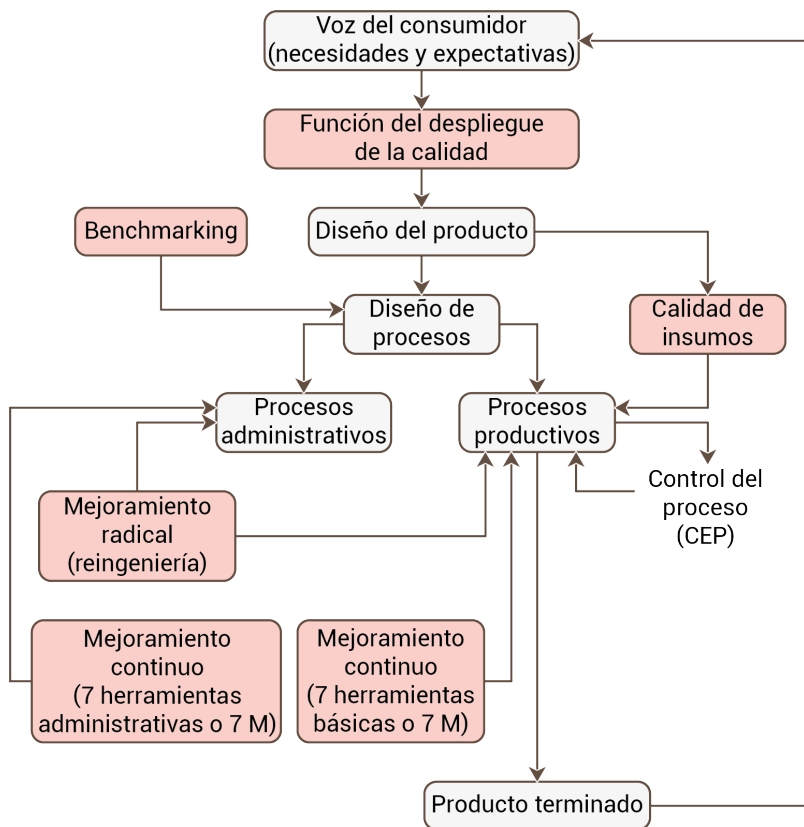 Voz del consumidor
(necesidades y expectativas)
Función del despliegue
de la calidad
Benchmarking
Diseño del producto
Diseño de
procesos
Calidad de
insumos
Procesos
administrativos
Procesos
productivos
Control del
proceso
(CEP)
Mejoramiento
radical
(reingeniería)
Mejoramiento
continuo
(7 herramientas
administrativas o 7 M)
Mejoramiento
continuo
(7 herramientas
básicas o 7 M)
Producto terminado